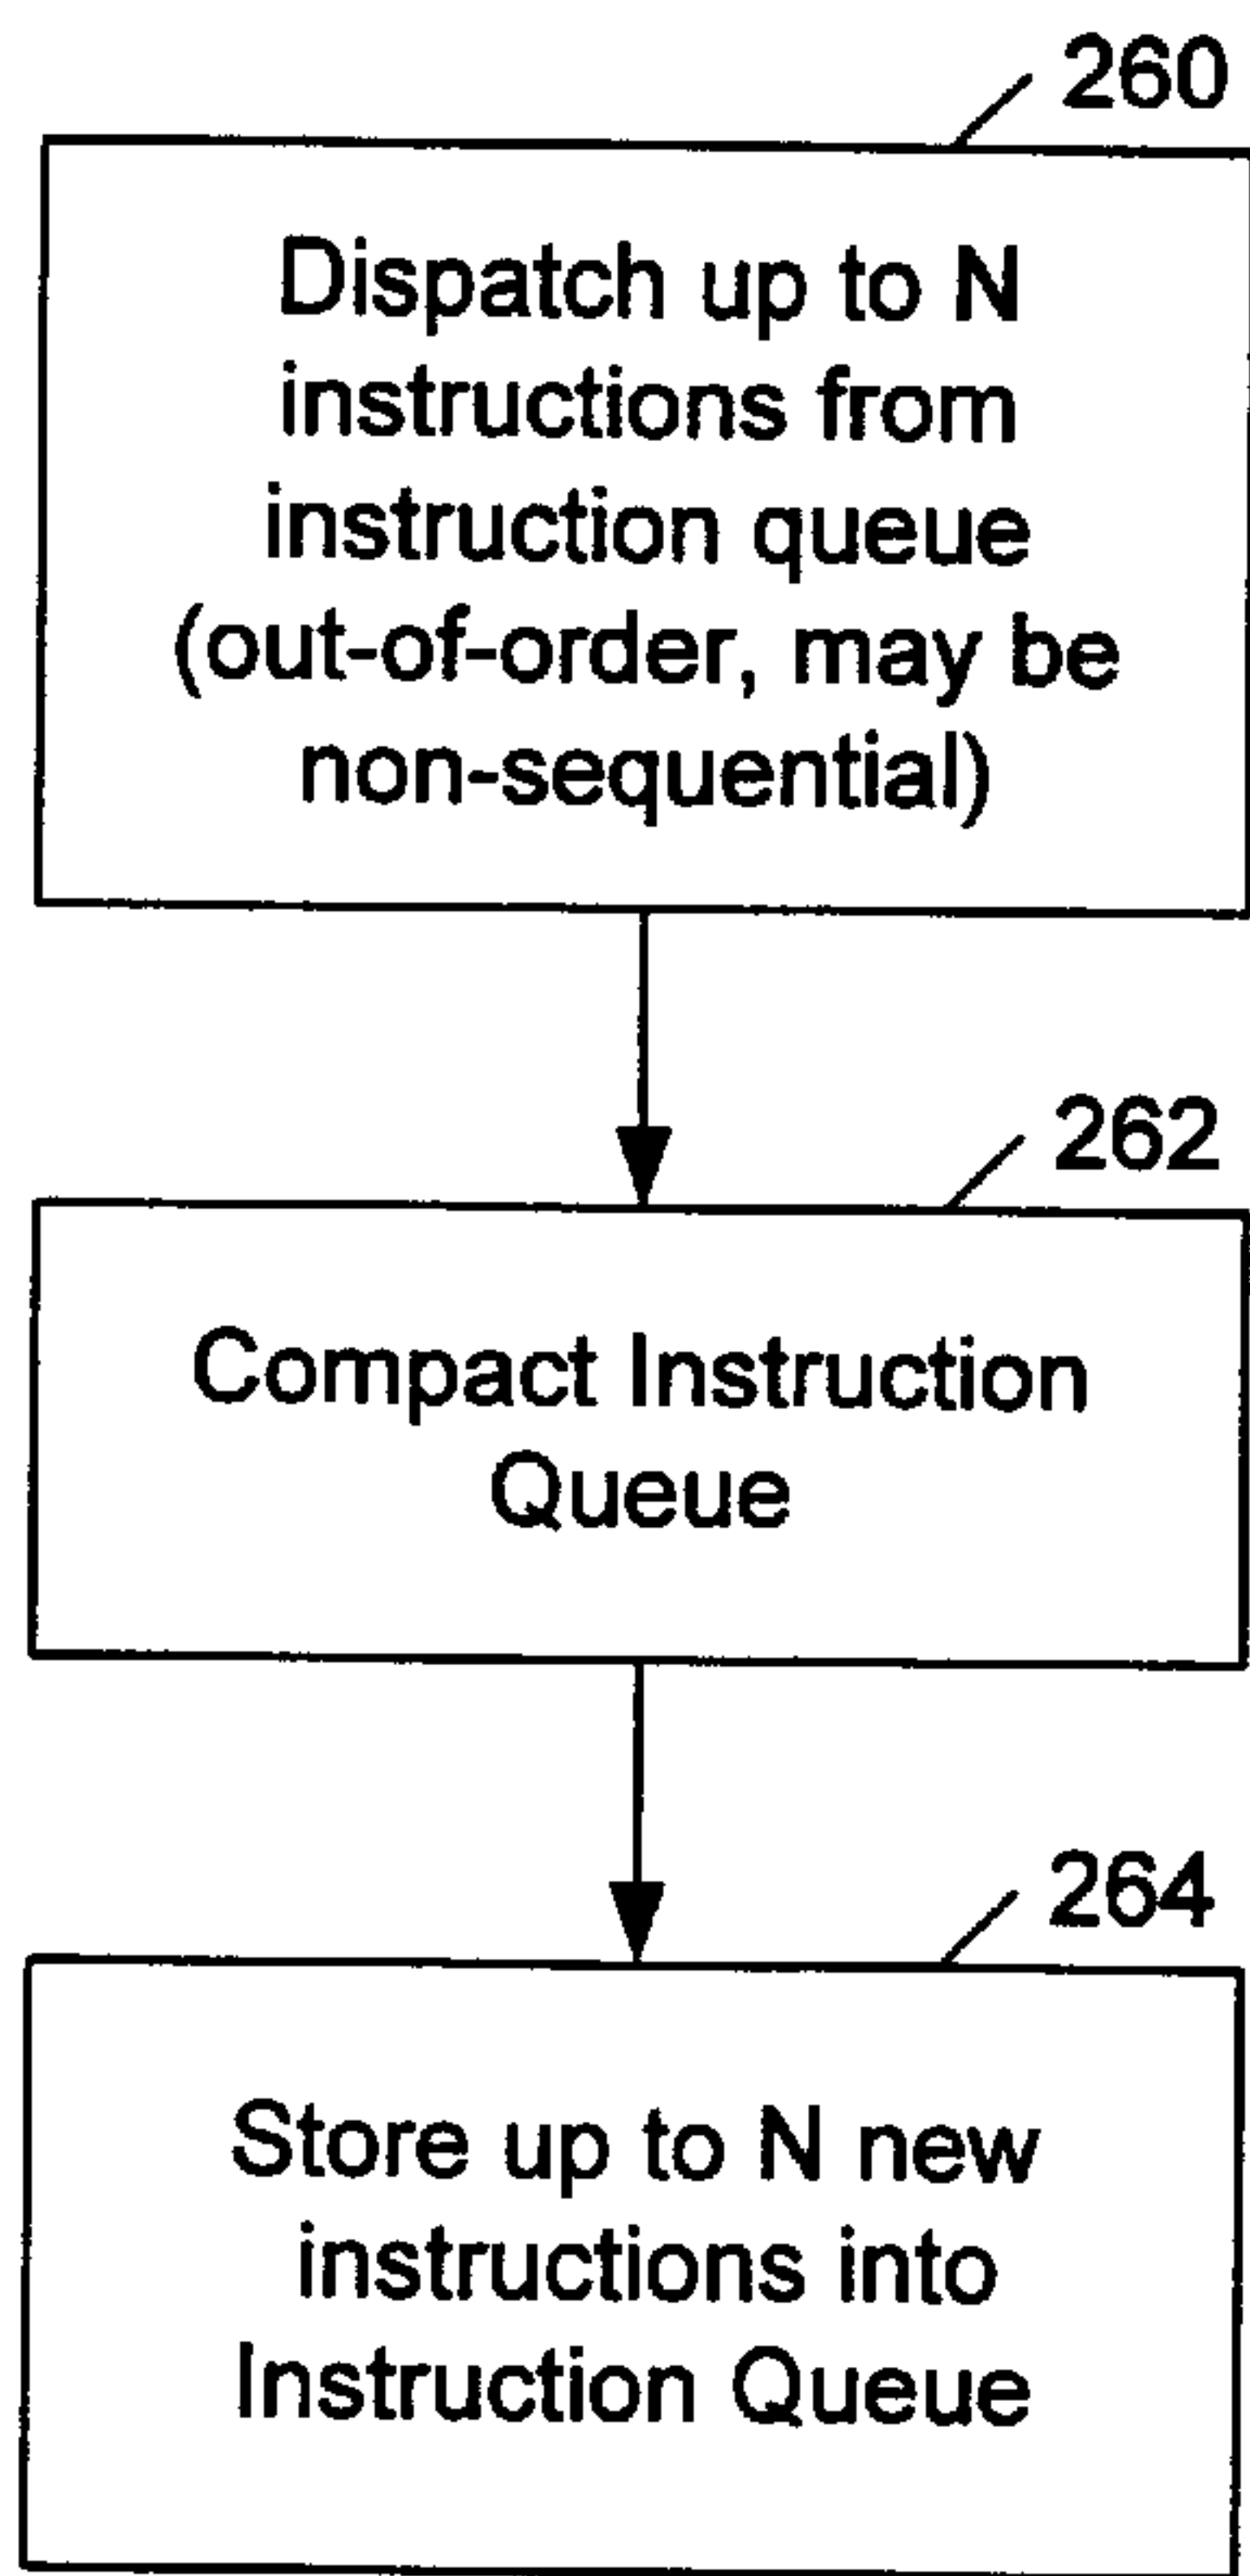 260
Dispatch up to N
instructions from
instruction queue
(out-of-order, may be
non-sequential)
262
Compact Instruction
Queue
264
Store up to N new
instructions into
Instruction Queue